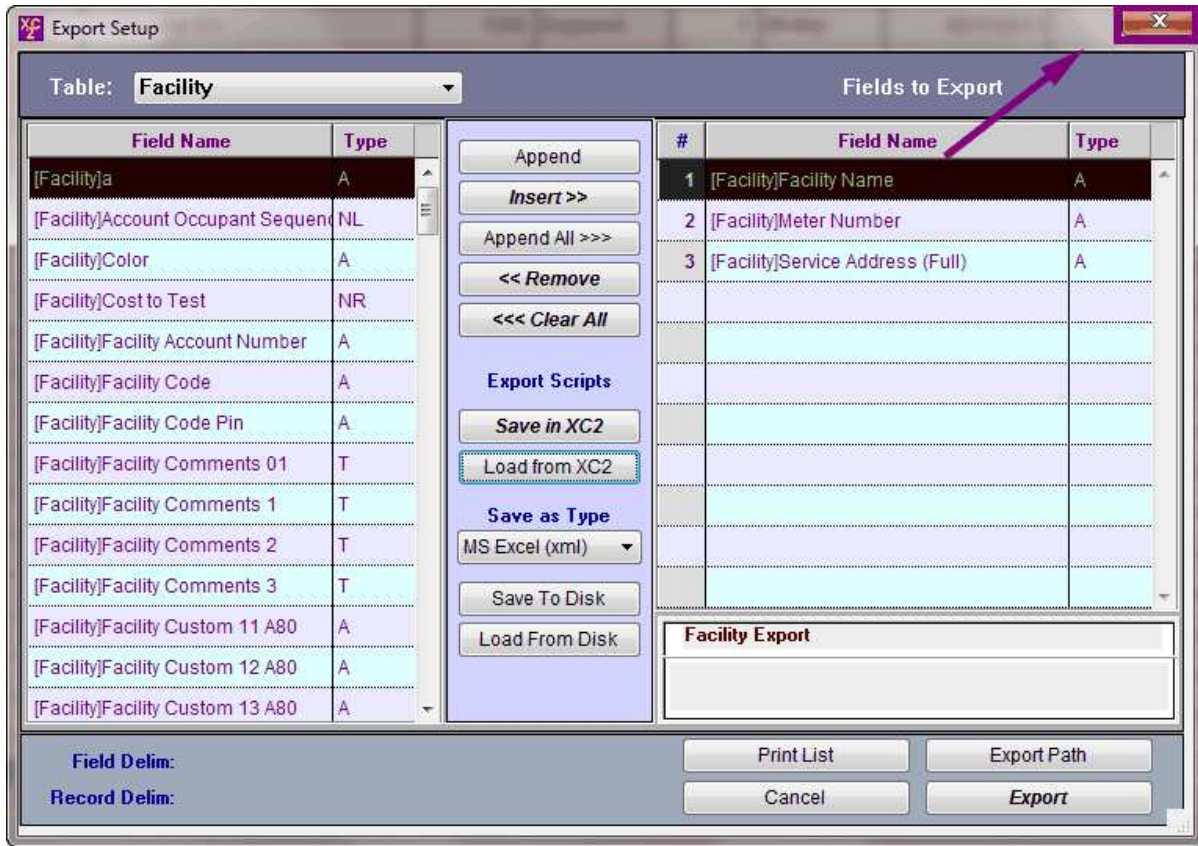 XC2 Export Setup X
Table: Facility Fields to Export
Field Name Type
[Facility]a A
[Facility]Account Occupant Sequenc NL
[Facility]Color A
[Facility]Cost to Test NR
[Facility]Facility Account Number A
[Facility]Facility Code A
[Facility]Facility Code Pin A
[Facility]Facility Comments 01 T
[Facility]Facility Comments 1 T
[Facility]Facility Comments 2 T
[Facility]Facility Comments 3 T
[Facility]Facility Custom 11 A80 A
[Facility]Facility Custom 12 A80 A
[Facility]Facility Custom 13 A80 A
Append
Insert >>
Append All >>>
<< Remove
<<< Clear All
Export Scripts
Save in XC2
Load from XC2
Save as Type
MS Excel (xml)
Save To Disk
Load From Disk
# Field Name Type
1 [Facility]Facility Name A
2 [Facility]Meter Number A
3 [Facility]Service Address (Full) A
Facility Export
Field Delim:
Record Delim:
Print List Export Path
Cancel Export